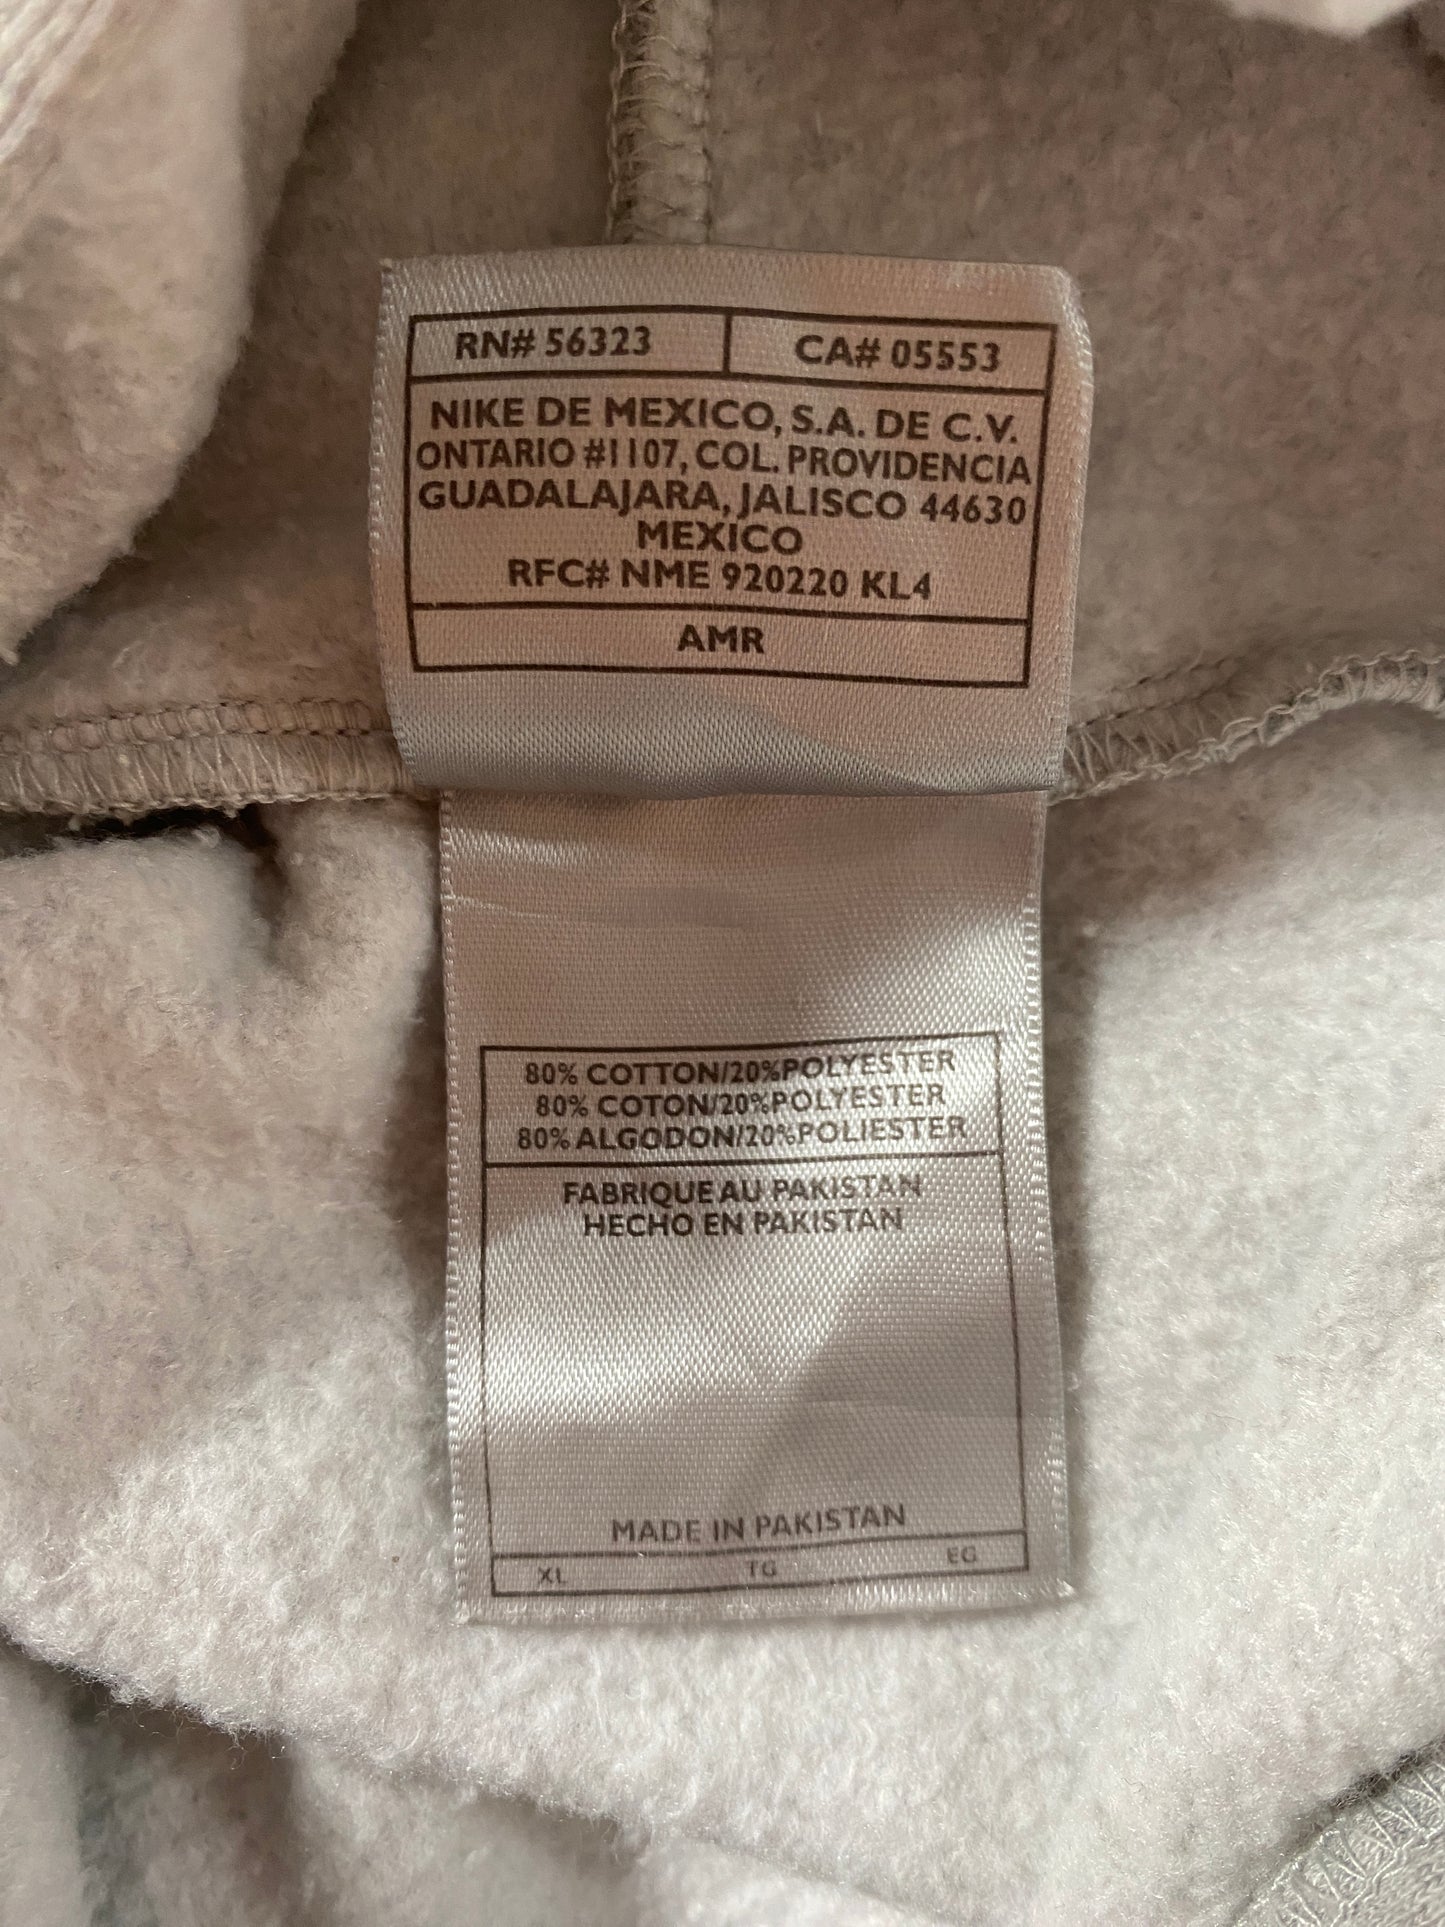 RN# 56323 CA# 05553
NIKE DE MEXICO, S.A. DE C.V.
ONTARIO #1107, COL. PROVIDENCIA
GUADALAJARA, JALISCO 44630
MEXICO
RFC# NME 920220 KL4
AMR
80% COTTON/20%POLYESTER
80% COTON/20%POLYESTER
80% ALGODON/20%POLIESTER
FABRIQUE AU PAKISTAN
HECHO EN PAKISTAN
MADE IN PAKISTAN
XL TG EG